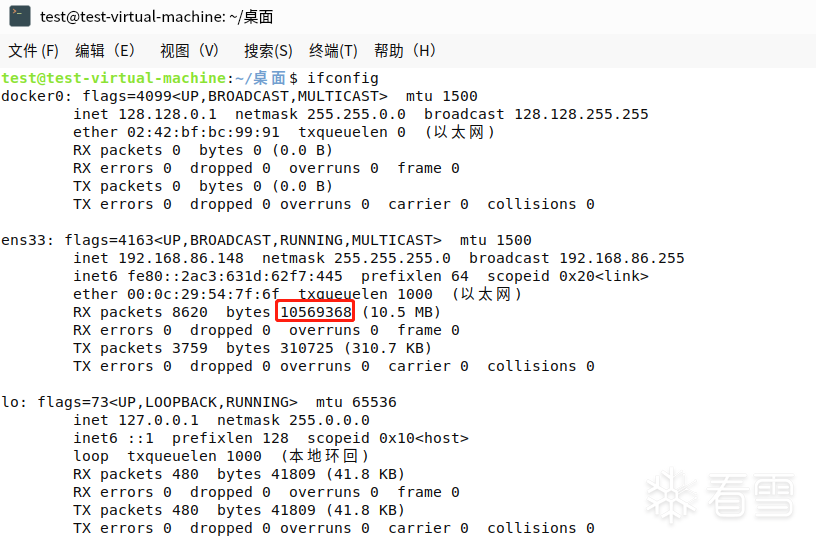 test@test-virtual-machine: ~/桌面
文件 (F) 编辑（E） 视图（V） 搜索(S) 终端(T) 帮助（H）
test@test-virtual-machine:~/桌面$ ifconfig
docker0: flags=4099<UP,BROADCAST,MULTICAST>  mtu 1500
        inet 128.128.0.1  netmask 255.255.0.0  broadcast 128.128.255.255
        ether 02:42:bf:bc:99:91  txqueuelen 0  (以太网)
        RX packets 0  bytes 0 (0.0 B)
        RX errors 0  dropped 0  overruns 0  frame 0
        TX packets 0  bytes 0 (0.0 B)
        TX errors 0  dropped 0 overruns 0  carrier 0  collisions 0
ens33: flags=4163<UP,BROADCAST,RUNNING,MULTICAST>  mtu 1500
        inet 192.168.86.148  netmask 255.255.255.0  broadcast 192.168.86.255
        inet6 fe80::2ac3:631d:62f7:445  prefixlen 64  scopeid 0x20<link>
        ether 00:0c:29:54:7f:6f  txqueuelen 1000  (以太网)
        RX packets 8620  bytes 10569368 (10.5 MB)
        RX errors 0  dropped 0  overruns 0  frame 0
        TX packets 3759  bytes 310725 (310.7 KB)
        TX errors 0  dropped 0 overruns 0  carrier 0  collisions 0
lo: flags=73<UP,LOOPBACK,RUNNING>  mtu 65536
        inet 127.0.0.1  netmask 255.0.0.0
        inet6 ::1  prefixlen 128  scopeid 0x10<host>
        loop  txqueuelen 1000  (本地环回)
        RX packets 480  bytes 41809 (41.8 KB)
        RX errors 0  dropped 0  overruns 0  frame 0
        TX packets 480  bytes 41809 (41.8 KB)
        TX errors 0  dropped 0 overruns 0  carrier 0  collisions 0
看雪